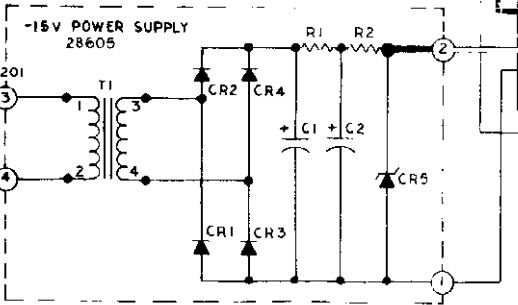 -15V POWER SUPPLY
28605
R1 R2
2
201
T1
3 1 3
CR2 CR4
+ C1 + C2
4 2 4
CR5
CR1 CR3
1